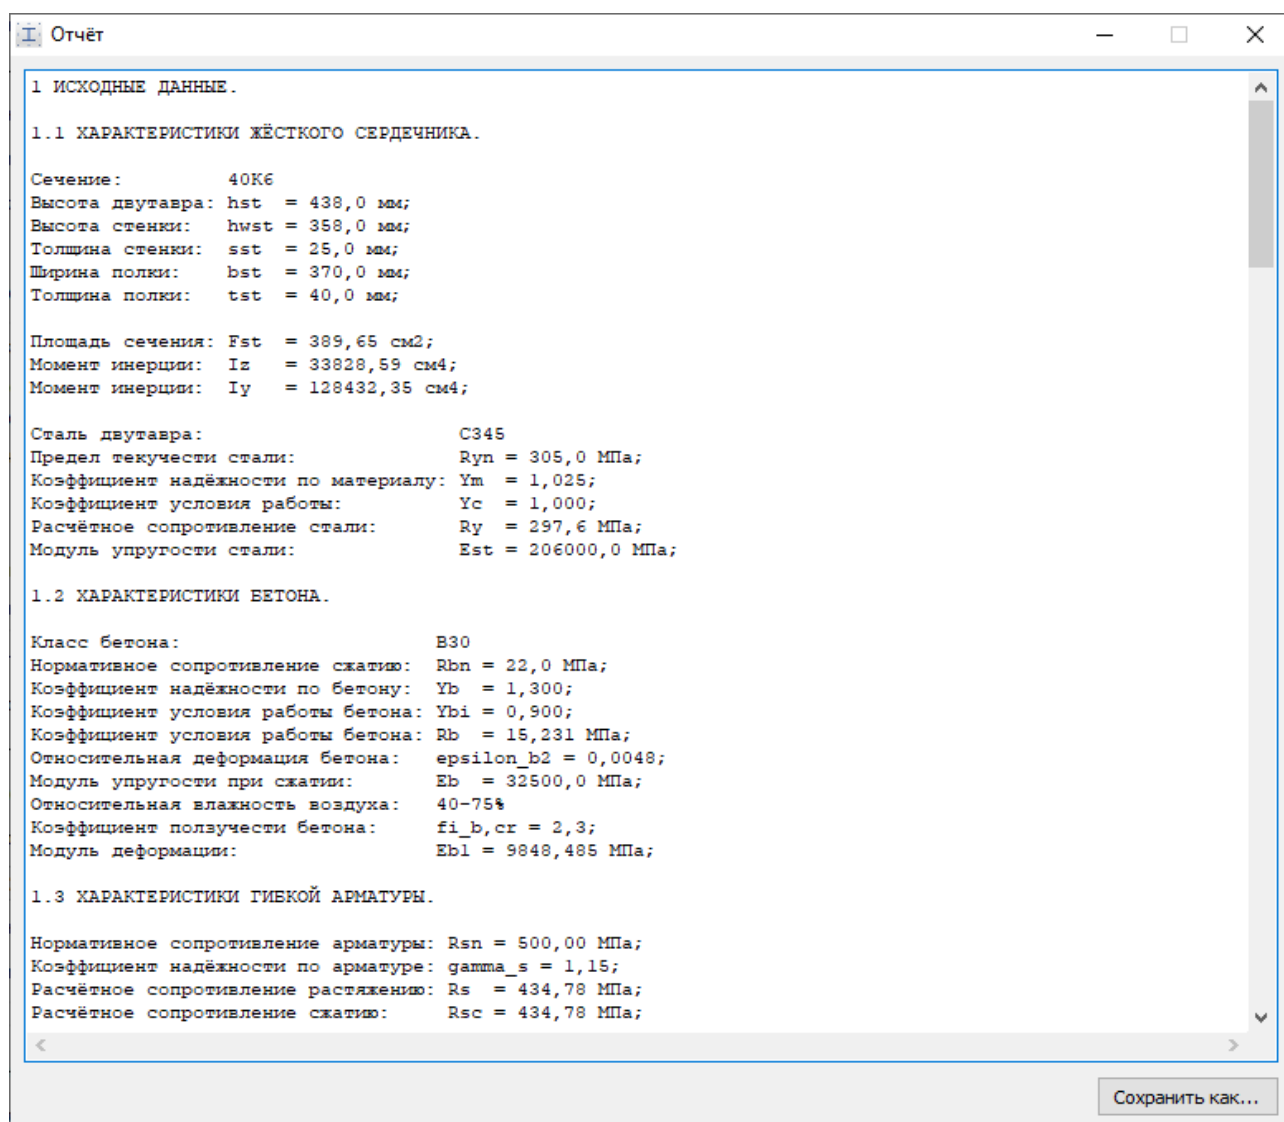 Отчёт
1 ИСХОДНЫЕ ДАННЫЕ.
1.1 ХАРАКТЕРИСТИКИ ЖЁСТКОГО СЕРДЕЧНИКА.
Сечение: 40К6
Высота двутавра: hst = 438,0 мм;
Высота стенки: hwst = 358,0 мм;
Толщина стенки: sst = 25,0 мм;
Ширина полки: bst = 370,0 мм;
Толщина полки: tst = 40,0 мм;
Площадь сечения: Fst = 389,65 см2;
Момент инерции: Iz = 33828,59 см4;
Момент инерции: Iy = 128432,35 см4;
Сталь двутавра: С345
Предел текучести стали: Ryn = 305,0 МПа;
Коэффициент надёжности по материалу: Ym = 1,025;
Коэффициент условия работы: Yc = 1,000;
Расчётное сопротивление стали: Ry = 297,6 МПа;
Модуль упругости стали: Est = 206000,0 МПа;
1.2 ХАРАКТЕРИСТИКИ БЕТОНА.
Класс бетона: B30
Нормативное сопротивление сжатию: Rbn = 22,0 МПа;
Коэффициент надёжности по бетону: Yb = 1,300;
Коэффициент условия работы бетона: Ybi = 0,900;
Коэффициент условия работы бетона: Rb = 15,231 МПа;
Относительная деформация бетона: epsilon_b2 = 0,0048;
Модуль упругости при сжатии: Eb = 32500,0 МПа;
Относительная влажность воздуха: 40-75%
Коэффициент ползучести бетона: fi_b,cr = 2,3;
Модуль деформации: Eb1 = 9848,485 МПа;
1.3 ХАРАКТЕРИСТИКИ ГИБКОЙ АРМАТУРЫ.
Нормативное сопротивление арматуры: Rsn = 500,00 МПа;
Коэффициент надёжности по арматуре: gamma_s = 1,15;
Расчётное сопротивление растяжению: Rs = 434,78 МПа;
Расчётное сопротивление сжатию: Rsc = 434,78 МПа;
Сохранить как...